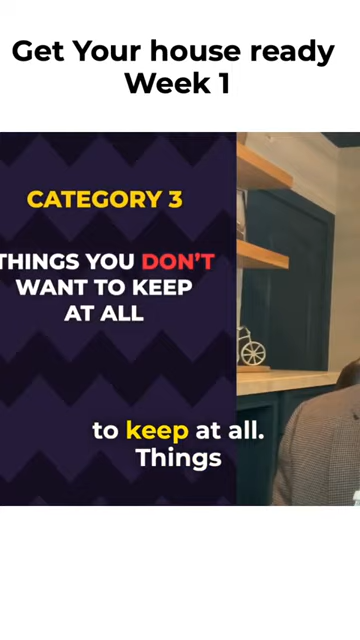 Get Your house ready
Week 1
CATEGORY 3
THINGS YOU DON'T
WANT TO KEEP
AT ALL
to keep at all.
Things